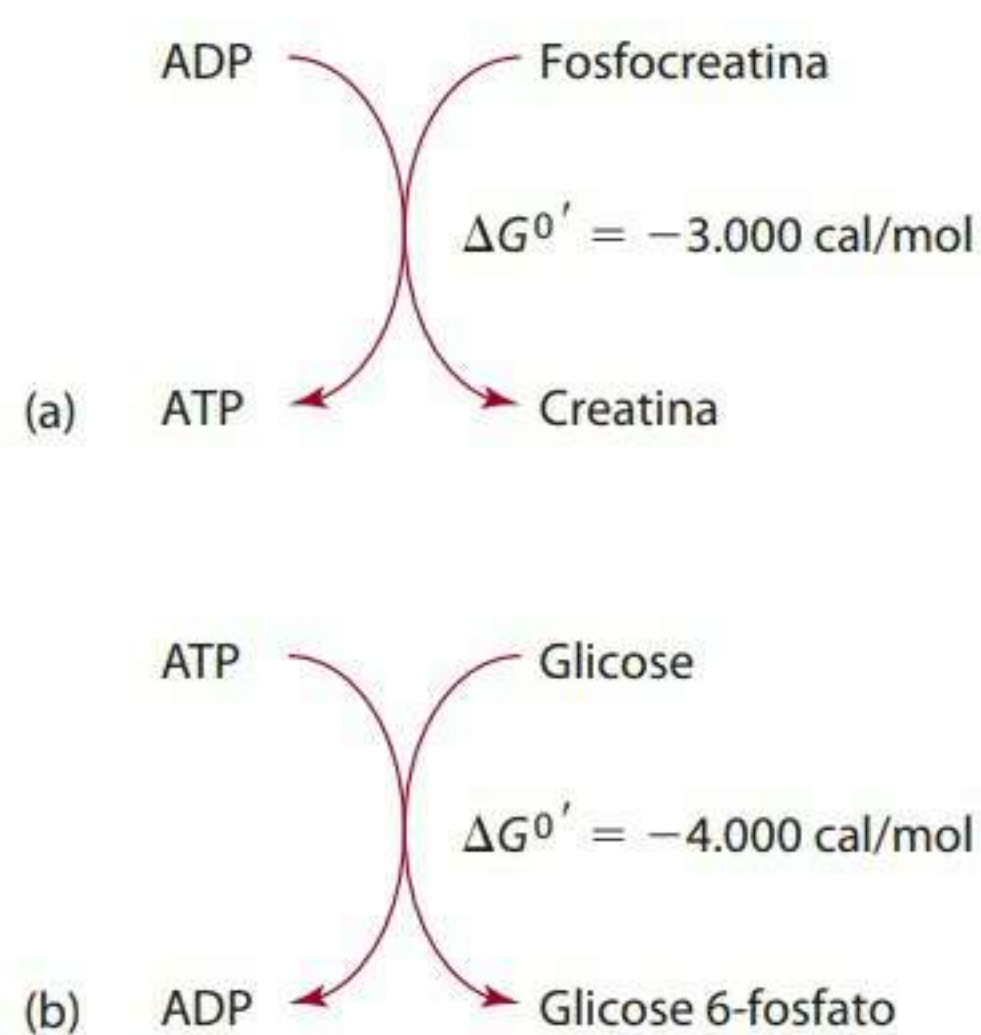 ADP Fosfocreatina
ΔG⁰′ = −3.000 cal/mol
(a) ATP Creatina
ATP Glicose
ΔG⁰′ = −4.000 cal/mol
(b) ADP Glicose 6-fosfato